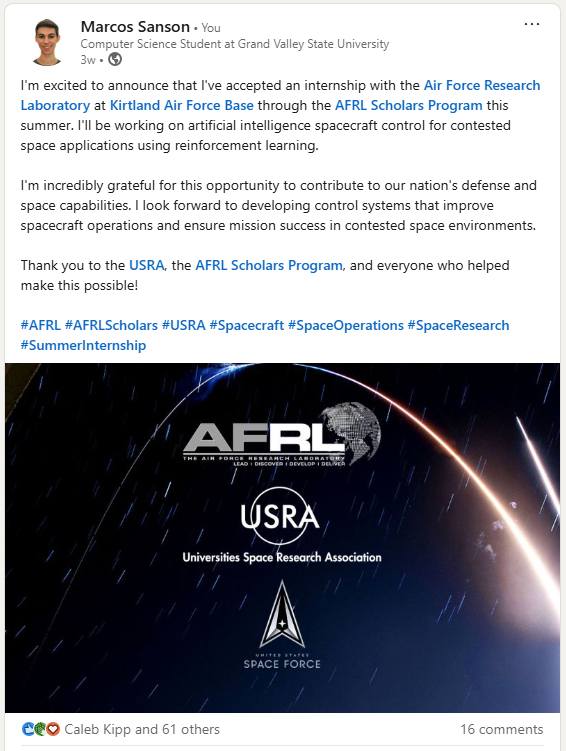 Marcos Sanson • You
Computer Science Student at Grand Valley State University
3w •
I'm excited to announce that I've accepted an internship with the Air Force Research
Laboratory at Kirtland Air Force Base through the AFRL Scholars Program this
summer. I'll be working on artificial intelligence spacecraft control for contested
space applications using reinforcement learning.
I'm incredibly grateful for this opportunity to contribute to our nation's defense and
space capabilities. I look forward to developing control systems that improve
spacecraft operations and ensure mission success in contested space environments.
Thank you to the USRA, the AFRL Scholars Program, and everyone who helped
make this possible!
#AFRL #AFRLScholars #USRA #Spacecraft #SpaceOperations #SpaceResearch
#SummerInternship
AFRL
THE AIR FORCE RESEARCH LABORATORY
LEAD | DISCOVER | DEVELOP | DELIVER
USRA
Universities Space Research Association
UNITED STATES
SPACE FORCE
Caleb Kipp and 61 others
16 comments